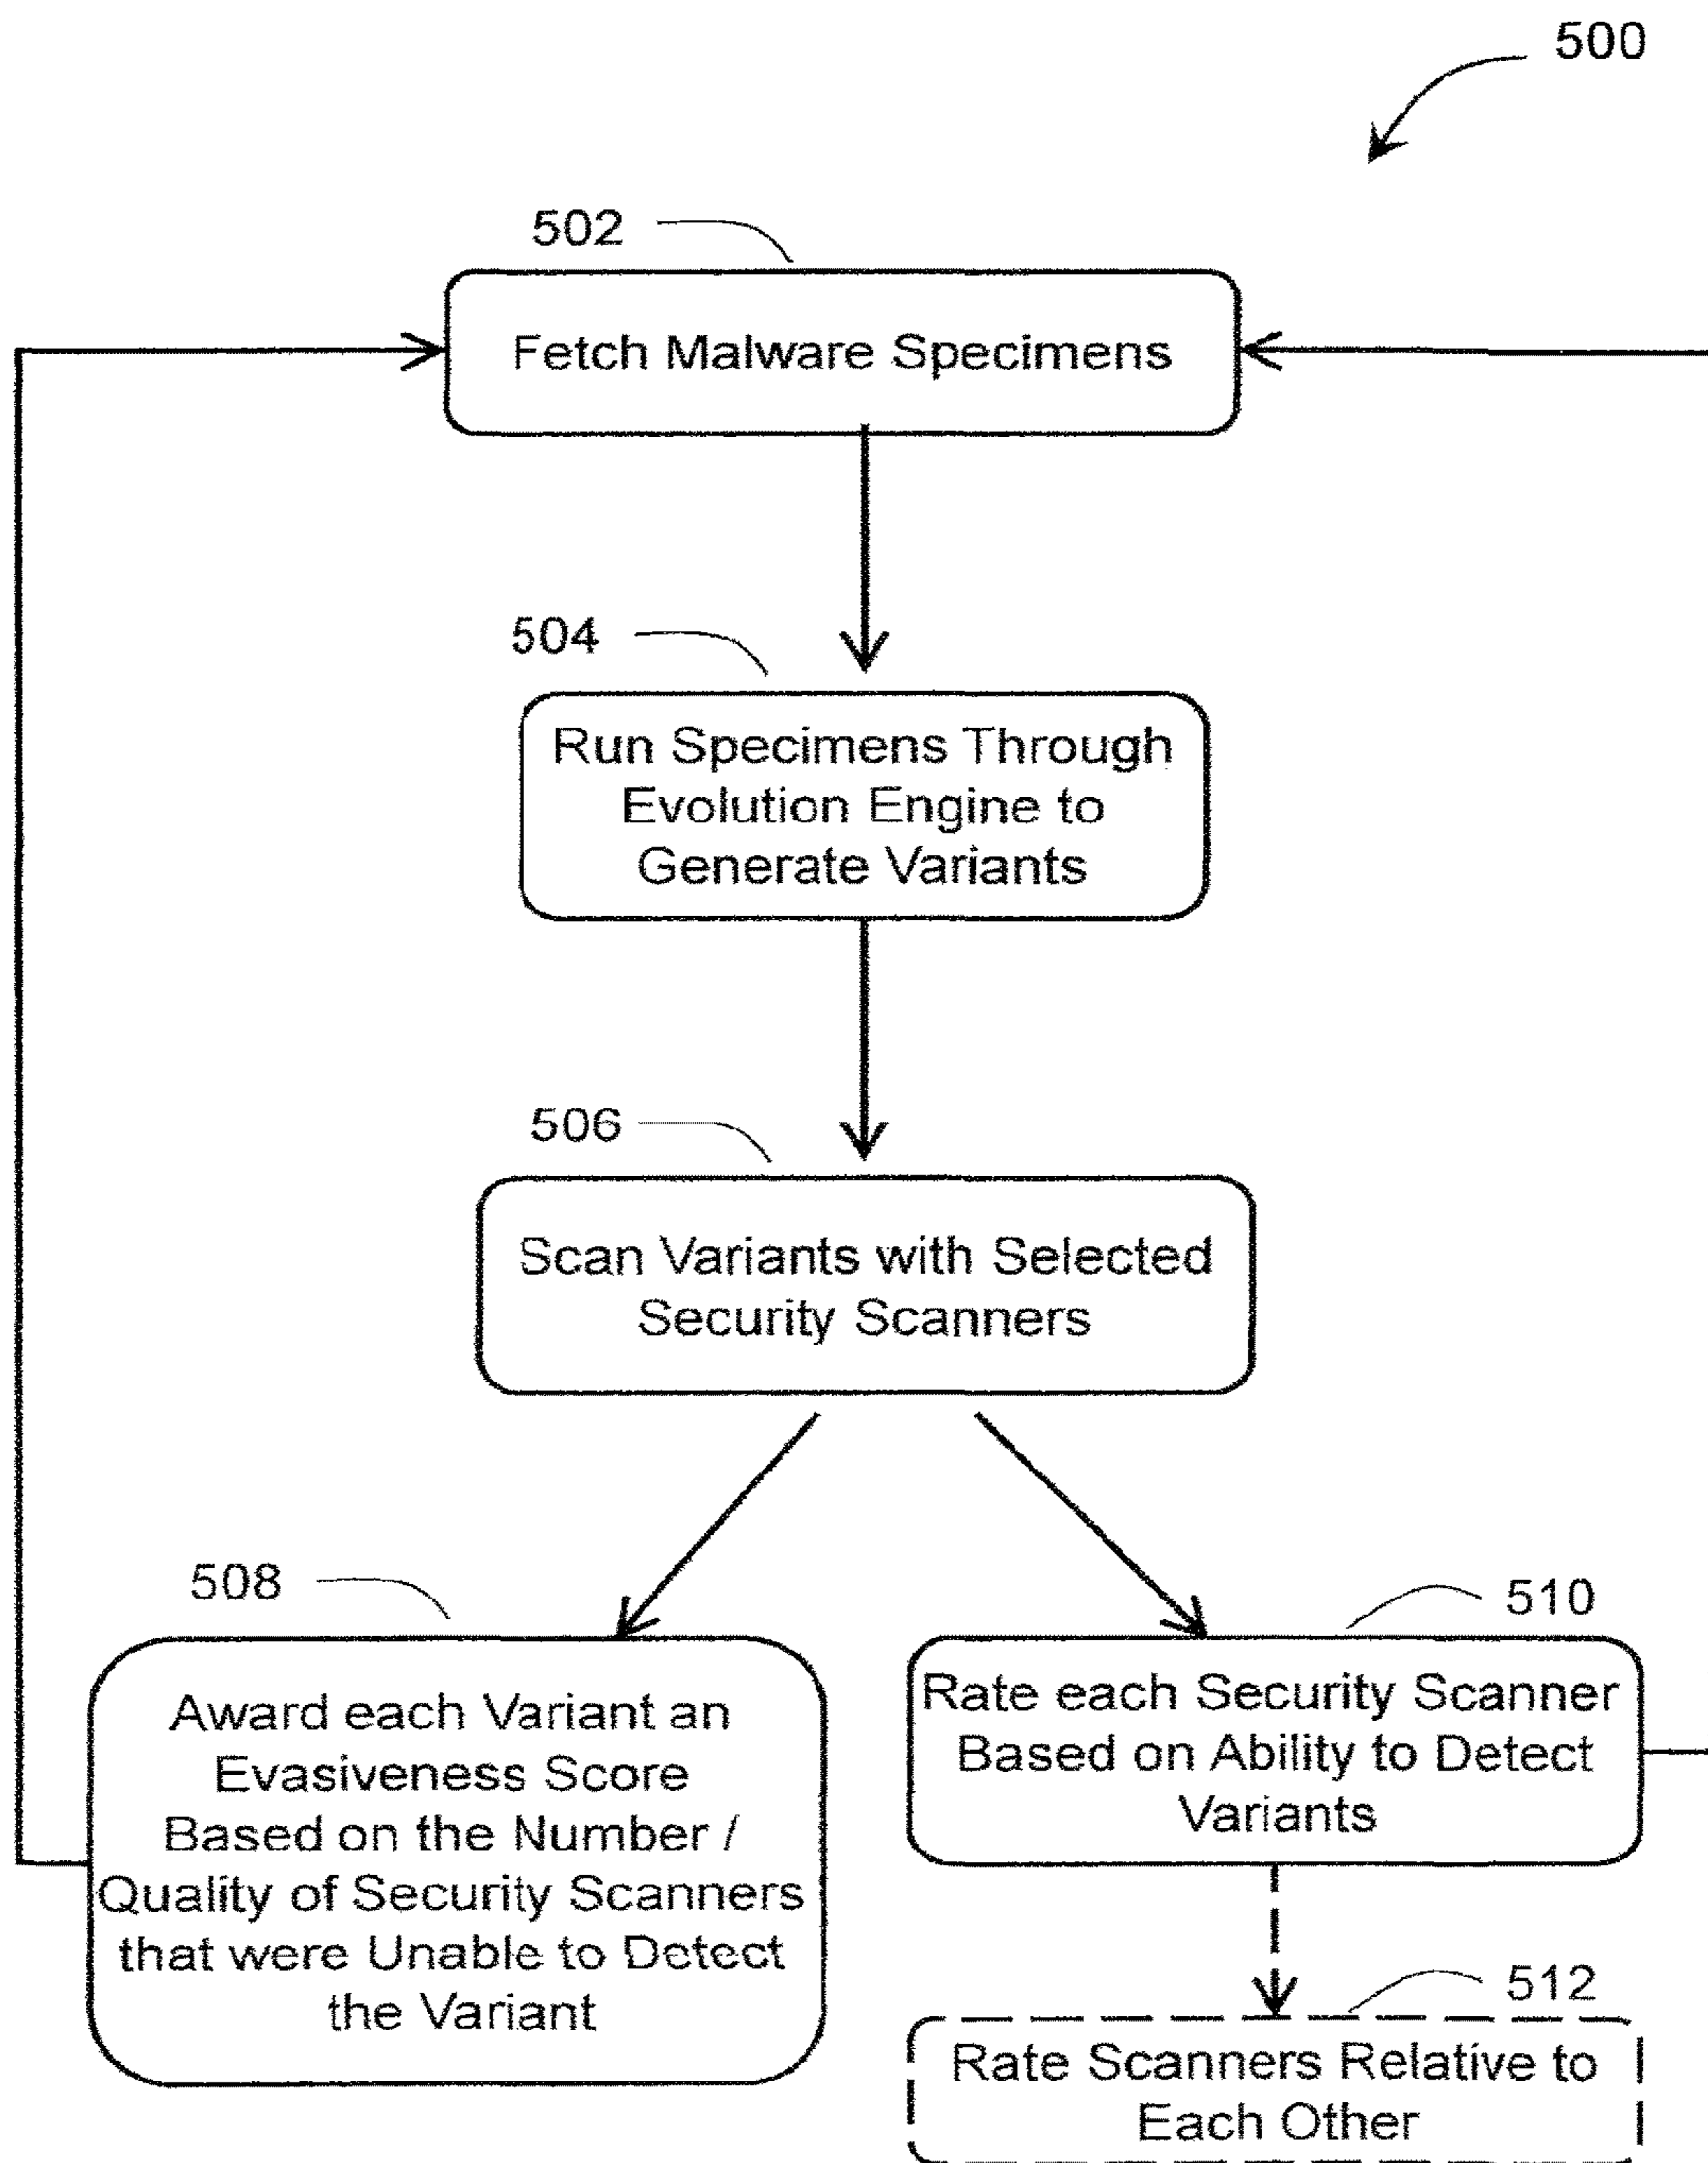 500
502
Fetch Malware Specimens
504
Run Specimens Through
Evolution Engine to
Generate Variants
506
Scan Variants with Selected
Security Scanners
508
Award each Variant an
Evasiveness Score
Based on the Number /
Quality of Security Scanners
that were Unable to Detect
the Variant
510
Rate each Security Scanner
Based on Ability to Detect
Variants
512
Rate Scanners Relative to
Each Other